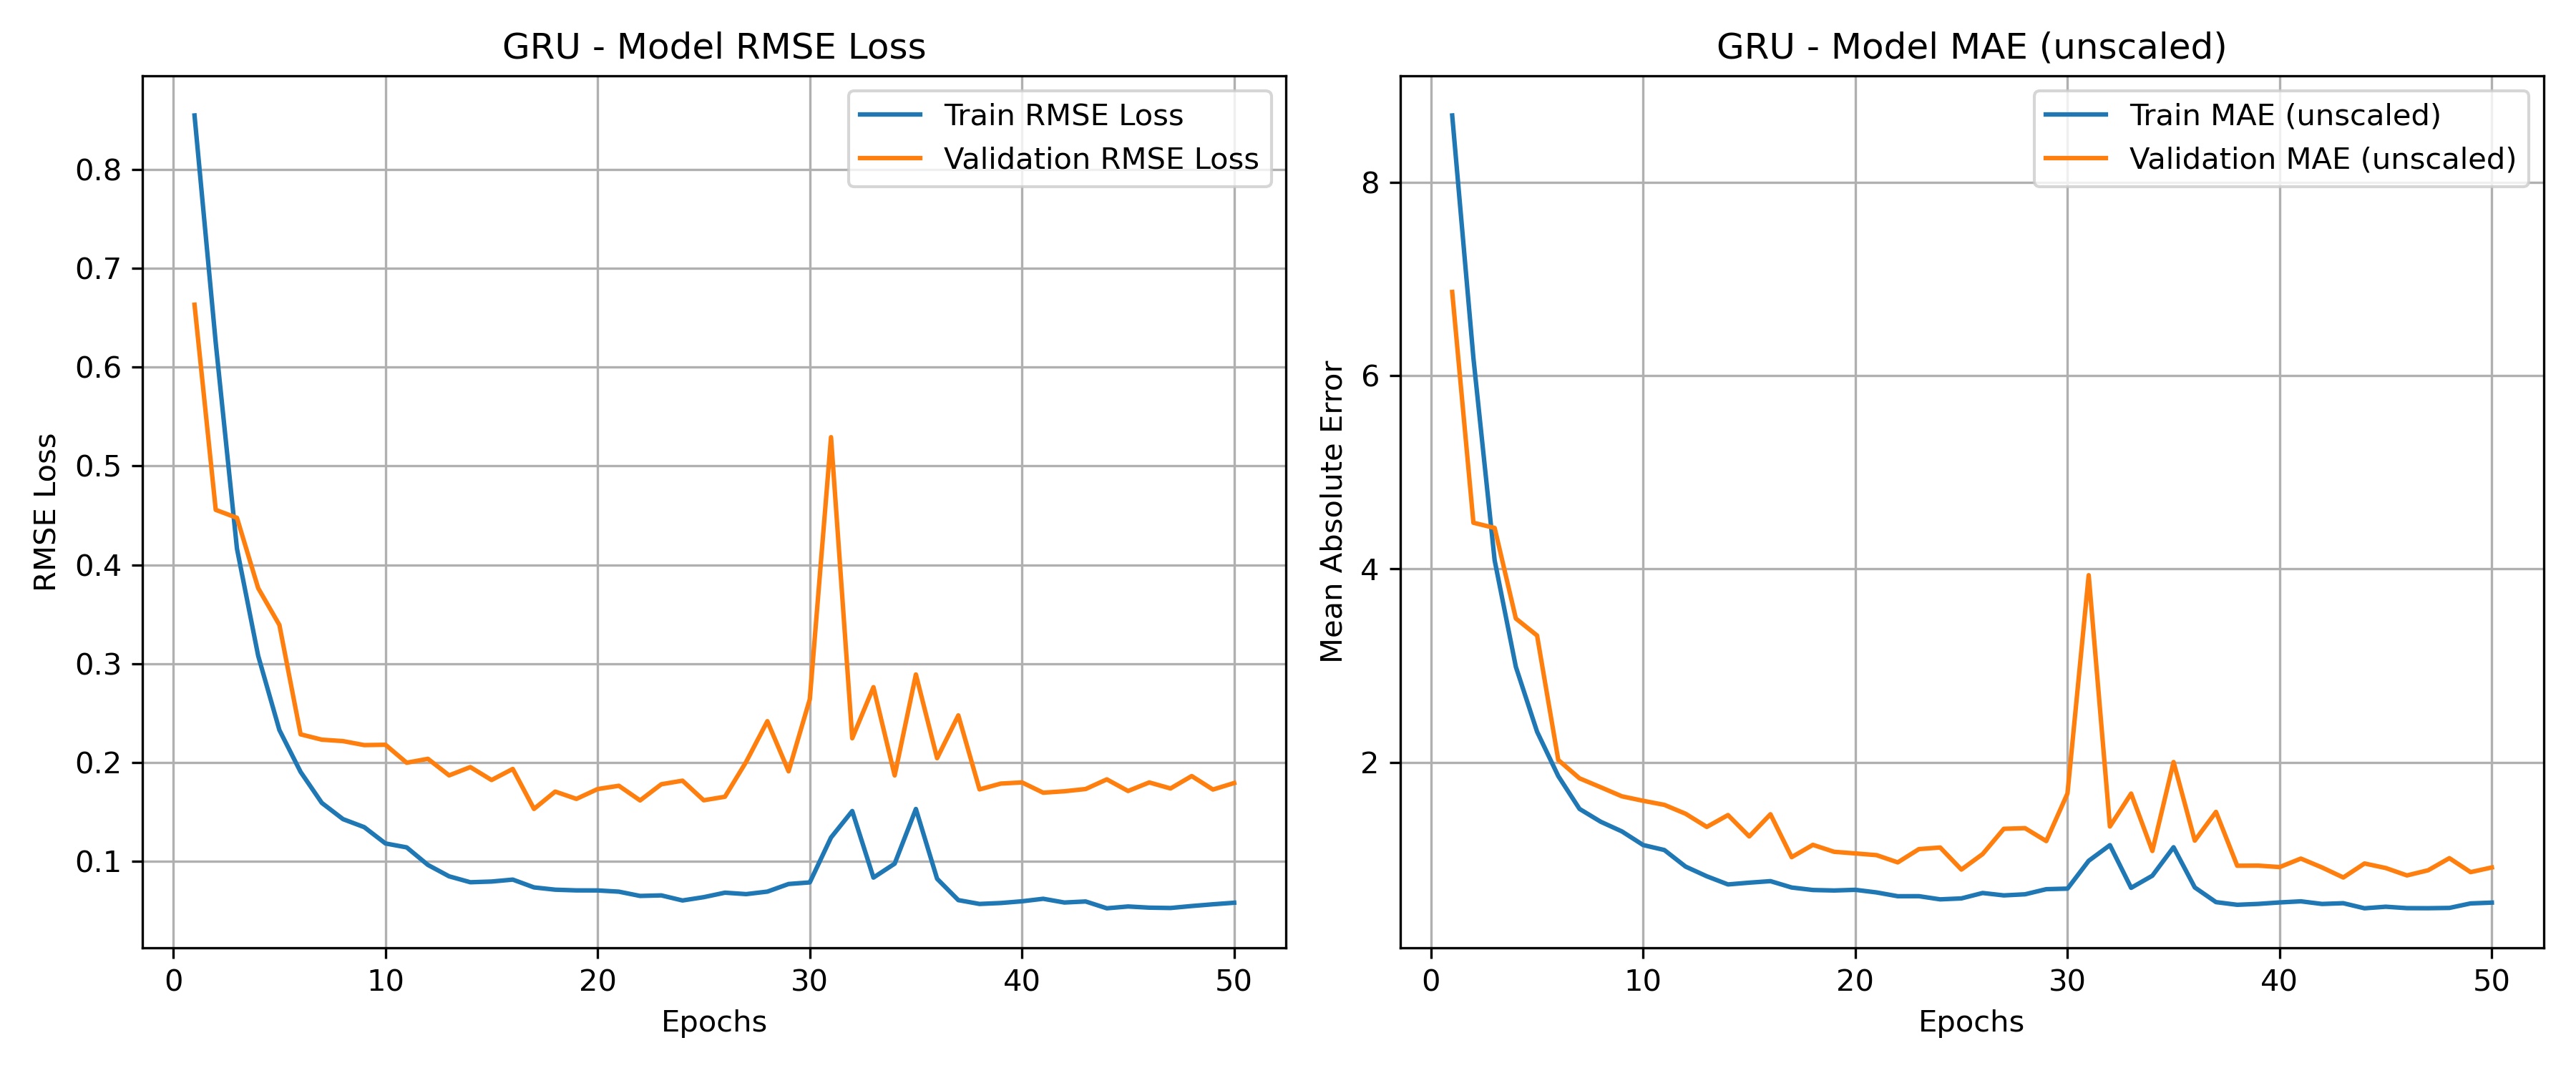 GRU - Model RMSE Loss
Train RMSE Loss
Validation RMSE Loss
RMSE Loss
0.8
0.7
0.6
0.5
0.4
0.3
0.2
0.1
0 10 20 30 40 50
Epochs
GRU - Model MAE (unscaled)
Train MAE (unscaled)
Validation MAE (unscaled)
Mean Absolute Error
8
6
4
2
0 10 20 30 40 50
Epochs